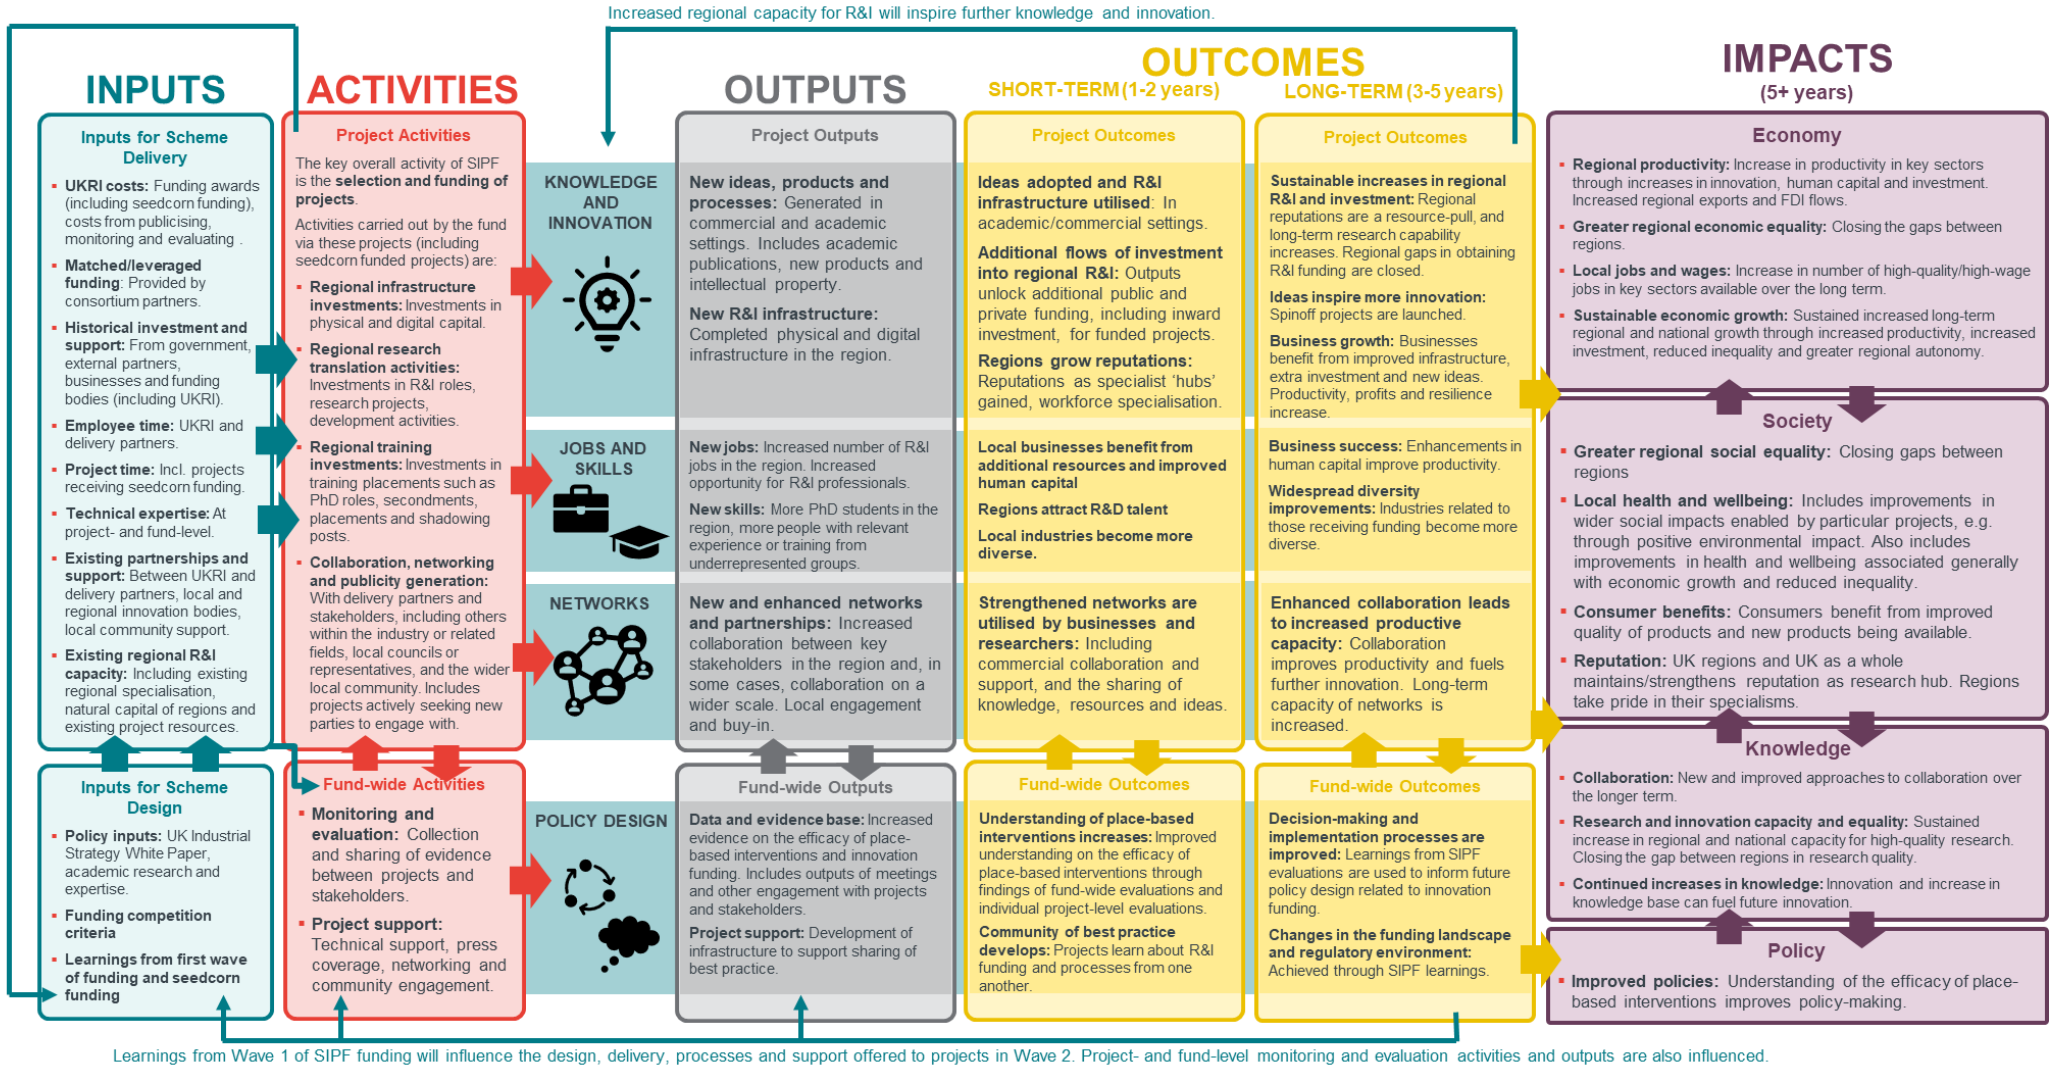 Increased regional capacity for R&I will inspire further knowledge and innovation.
INPUTS
Inputs for Scheme
Delivery
▪ UKRI costs: Funding awards
(including seedcorn funding),
costs from publicising,
monitoring and evaluating .
▪ Matched/leveraged
funding: Provided by
consortium partners.
▪ Historical investment and
support: From government,
external partners,
businesses and funding
bodies (including UKRI).
▪ Employee time: UKRI and
delivery partners.
▪ Project time: Incl. projects
receiving seedcorn funding.
▪ Technical expertise: At
project- and fund-level.
▪ Existing partnerships and
support: Between UKRI and
delivery partners, local and
regional innovation bodies,
local community support.
▪ Existing regional R&I
capacity: Including existing
regional specialisation,
natural capital of regions and
existing project resources.
Inputs for Scheme
Design
▪ Policy inputs: UK Industrial
Strategy White Paper,
academic research and
expertise.
▪ Funding competition
criteria
▪ Learnings from first wave
of funding and seedcorn
funding
ACTIVITIES
Project Activities
The key overall activity of SIPF
is the selection and funding of
projects.
Activities carried out by the fund
via these projects (including
seedcorn funded projects) are:
▪ Regional infrastructure
investments: Investments in
physical and digital capital.
▪ Regional research
translation activities:
Investments in R&I roles,
research projects,
development activities.
▪ Regional training
investments: Investments in
training placements such as
PhD roles, secondments,
placements and shadowing
posts.
▪ Collaboration, networking
and publicity generation:
With delivery partners and
stakeholders, including others
within the industry or related
fields, local councils or
representatives, and the wider
local community. Includes
projects actively seeking new
parties to engage with.
Fund-wide Activities
▪ Monitoring and
evaluation: Collection
and sharing of evidence
between projects and
stakeholders.
▪ Project support:
Technical support, press
coverage, networking and
community engagement.
KNOWLEDGE
AND
INNOVATION
JOBS AND
SKILLS
NETWORKS
POLICY DESIGN
OUTPUTS
Project Outputs
New ideas, products and
processes: Generated in
commercial and academic
settings. Includes academic
publications, new products and
intellectual property.
New R&I infrastructure:
Completed physical and digital
infrastructure in the region.
New jobs: Increased number of R&I
jobs in the region. Increased
opportunity for R&I professionals.
New skills: More PhD students in the
region, more people with relevant
experience or training from
underrepresented groups.
New and enhanced networks
and partnerships: Increased
collaboration between key
stakeholders in the region and, in
some cases, collaboration on a
wider scale. Local engagement
and buy-in.
Fund-wide Outputs
Data and evidence base: Increased
evidence on the efficacy of place-
based interventions and innovation
funding. Includes outputs of meetings
and other engagement with projects
and stakeholders.
Project support: Development of
infrastructure to support sharing of
best practice.
OUTCOMES
SHORT-TERM (1-2 years)
Project Outcomes
Ideas adopted and R&I
infrastructure utilised: In
academic/commercial settings.
Additional flows of investment
into regional R&I: Outputs
unlock additional public and
private funding, including inward
investment, for funded projects.
Regions grow reputations:
Reputations as specialist ‘hubs’
gained, workforce specialisation.
Local businesses benefit from
additional resources and improved
human capital
Regions attract R&D talent
Local industries become more
diverse.
Strengthened networks are
utilised by businesses and
researchers: Including
commercial collaboration and
support, and the sharing of
knowledge, resources and ideas.
Fund-wide Outcomes
Understanding of place-based
interventions increases: Improved
understanding on the efficacy of
place-based interventions through
findings of fund-wide evaluations and
individual project-level evaluations.
Community of best practice
develops: Projects learn about R&I
funding and processes from one
another.
LONG-TERM (3-5 years)
Project Outcomes
Sustainable increases in regional
R&I and investment: Regional
reputations are a resource-pull, and
long-term research capability
increases. Regional gaps in obtaining
R&I funding are closed.
Ideas inspire more innovation:
Spinoff projects are launched.
Business growth: Businesses
benefit from improved infrastructure,
extra investment and new ideas.
Productivity, profits and resilience
increase.
Business success: Enhancements in
human capital improve productivity.
Widespread diversity
improvements: Industries related to
those receiving funding become more
diverse.
Enhanced collaboration leads
to increased productive
capacity: Collaboration
improves productivity and fuels
further innovation. Long-term
capacity of networks is
increased.
Fund-wide Outcomes
Decision-making and
implementation processes are
improved: Learnings from SIPF
evaluations are used to inform future
policy design related to innovation
funding.
Changes in the funding landscape
and regulatory environment:
Achieved through SIPF learnings.
IMPACTS
(5+ years)
Economy
▪ Regional productivity: Increase in productivity in key sectors
through increases in innovation, human capital and investment.
Increased regional exports and FDI flows.
▪ Greater regional economic equality: Closing the gaps between
regions.
▪ Local jobs and wages: Increase in number of high-quality/high-wage
jobs in key sectors available over the long term.
▪ Sustainable economic growth: Sustained increased long-term
regional and national growth through increased productivity, increased
investment, reduced inequality and greater regional autonomy.
Society
▪ Greater regional social equality: Closing gaps between
regions
▪ Local health and wellbeing: Includes improvements in
wider social impacts enabled by particular projects, e.g.
through positive environmental impact. Also includes
improvements in health and wellbeing associated generally
with economic growth and reduced inequality.
▪ Consumer benefits: Consumers benefit from improved
quality of products and new products being available.
▪ Reputation: UK regions and UK as a whole
maintains/strengthens reputation as research hub. Regions
take pride in their specialisms.
Knowledge
▪ Collaboration: New and improved approaches to collaboration over
the longer term.
▪ Research and innovation capacity and equality: Sustained
increase in regional and national capacity for high-quality research.
Closing the gap between regions in research quality.
▪ Continued increases in knowledge: Innovation and increase in
knowledge base can fuel future innovation.
Policy
▪ Improved policies: Understanding of the efficacy of place-
based interventions improves policy-making.
Learnings from Wave 1 of SIPF funding will influence the design, delivery, processes and support offered to projects in Wave 2. Project- and fund-level monitoring and evaluation activities and outputs are also influenced.